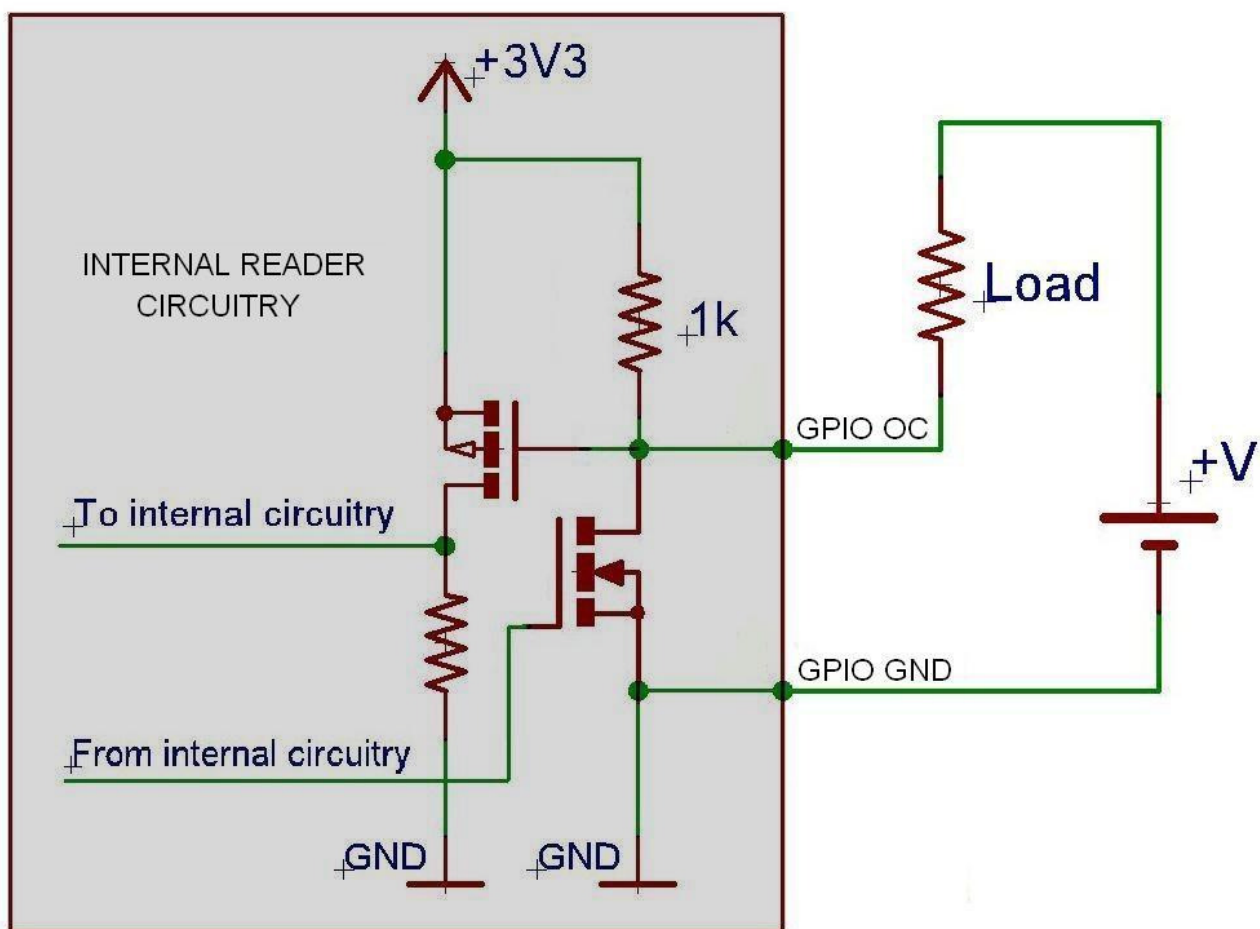 +3V3
INTERNAL READER
CIRCUITRY
1k
Load
GPIO OC
+V
To internal circuitry
GPIO GND
From internal circuitry
GND
GND